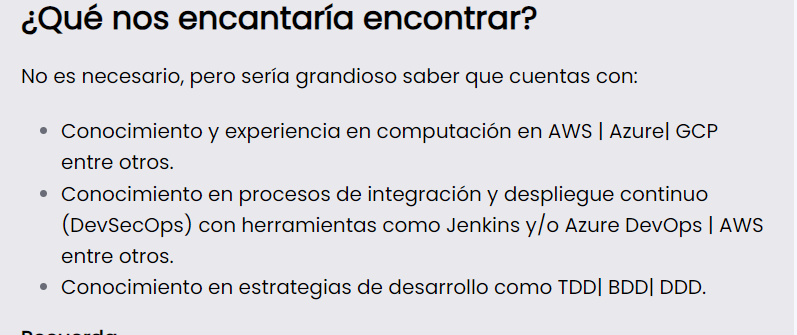 ¿Qué nos encantaría encontrar?
No es necesario, pero sería grandioso saber que cuentas con:
Conocimiento y experiencia en computación en AWS | Azure| GCP
entre otros.
Conocimiento en procesos de integración y despliegue continuo
(DevSecOps) con herramientas como Jenkins y/o Azure DevOps | AWS
entre otros.
Conocimiento en estrategias de desarrollo como TDD| BDD| DDD.
Recuerda